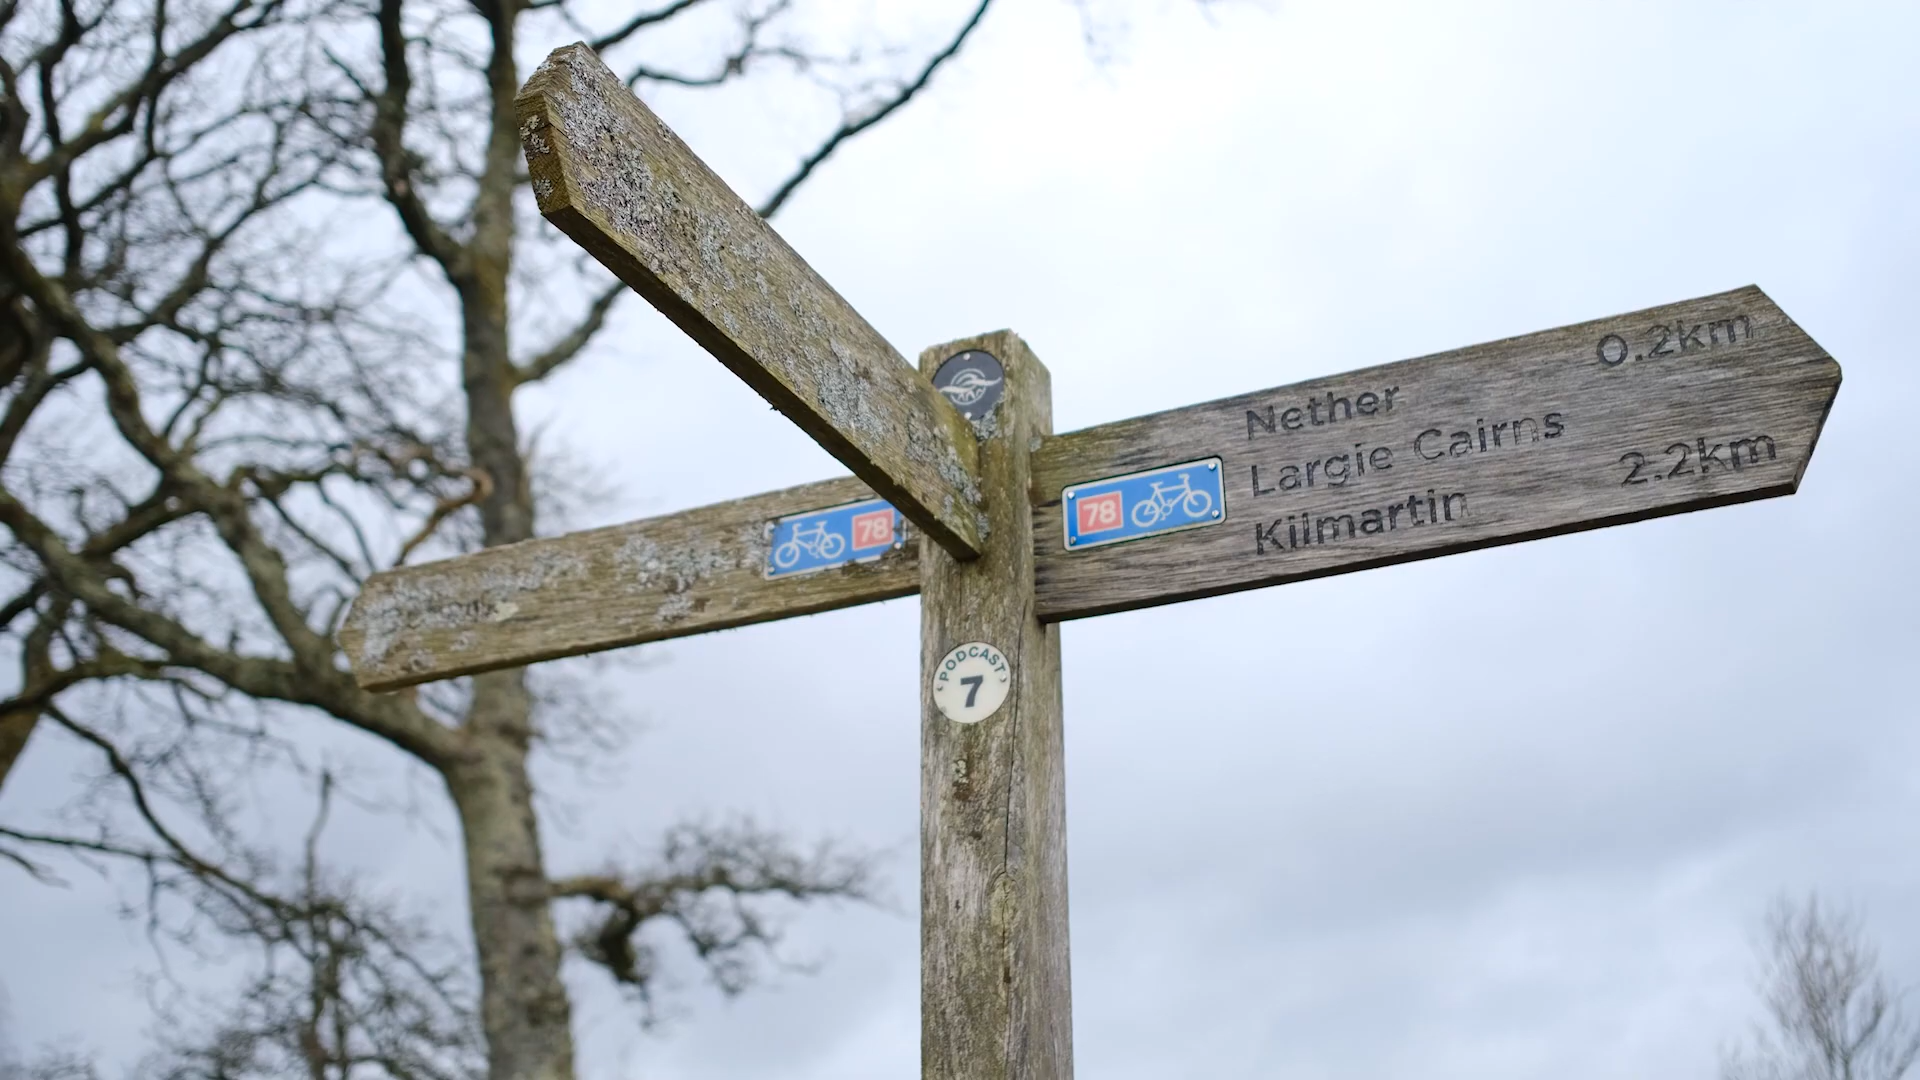 0.2km
Nether
Largie Cairns
2.2km
Kilmartin
78
78
PODCAST
7